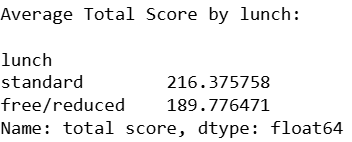 Average Total Score by lunch:
lunch
standard        216.375758
free/reduced    189.776471
Name: total score, dtype: float64